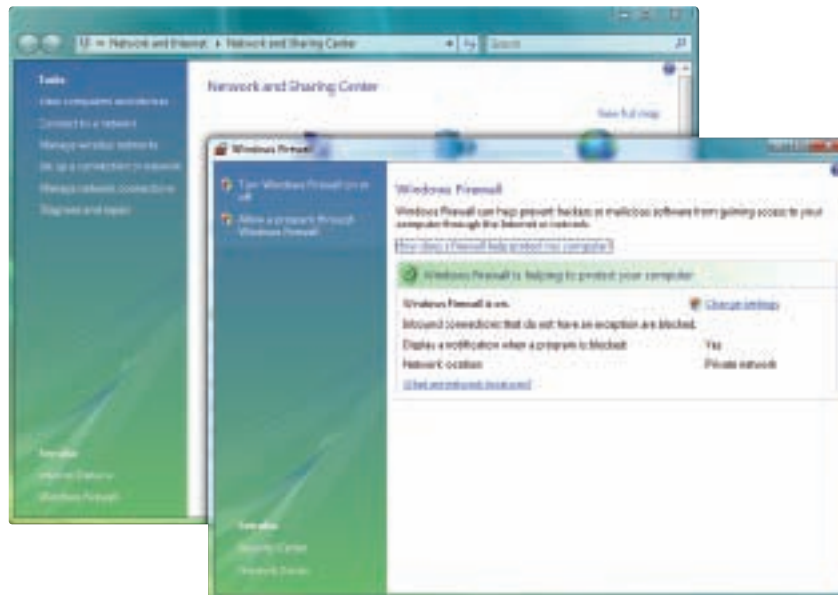 Network and Internet ▸ Network and Sharing Center
Search
Tasks
View computers and devices
Connect to a network
Manage wireless networks
Set up a connection or network
Manage network connections
Diagnose and repair
See also
Internet Options
Windows Firewall
Network and Sharing Center
View full map
Windows Firewall
Turn Windows Firewall on or
off
Allow a program through
Windows Firewall
See also
Security Center
Network Center
Windows Firewall
Windows Firewall can help prevent hackers or malicious software from gaining access to your
computer through the Internet or network.
How does a firewall help protect my computer?
Windows Firewall is helping to protect your computer
Windows Firewall is on.
Change settings
Inbound connections that do not have an exception are blocked.
Display a notification when a program is blocked:
Yes
Network location:
Private network
What are network locations?